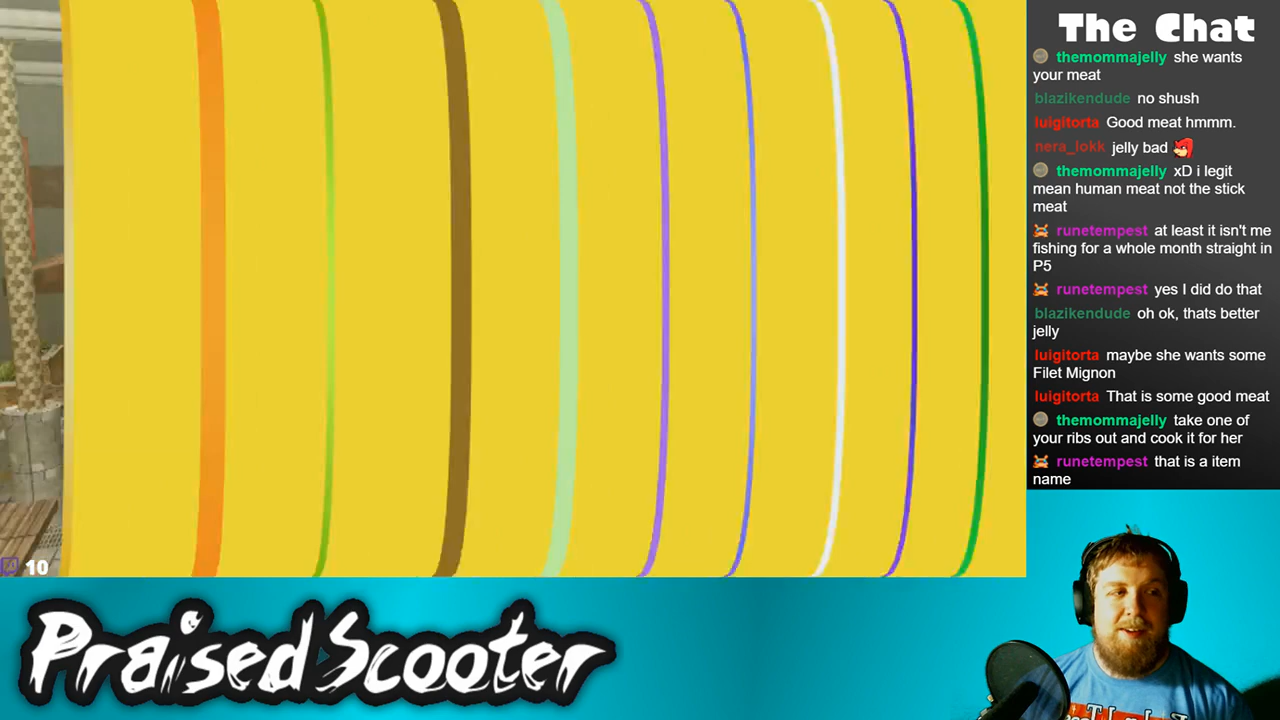 The Chat
themommajelly she wants
your meat
blazikendude no shush
luigitorta Good meat hmmm.
nera_lokk jelly bad
themommajelly xD i legit
mean human meat not the stick
meat
runetempest at least it isn't me
fishing for a whole month straight in
P5
runetempest yes I did do that
blazikendude oh ok, thats better
jelly
luigitorta maybe she wants some
Filet Mignon
luigitorta That is some good meat
themommajelly take one of
your ribs out and cook it for her
runetempest that is a item
name
10
PraisedScooter